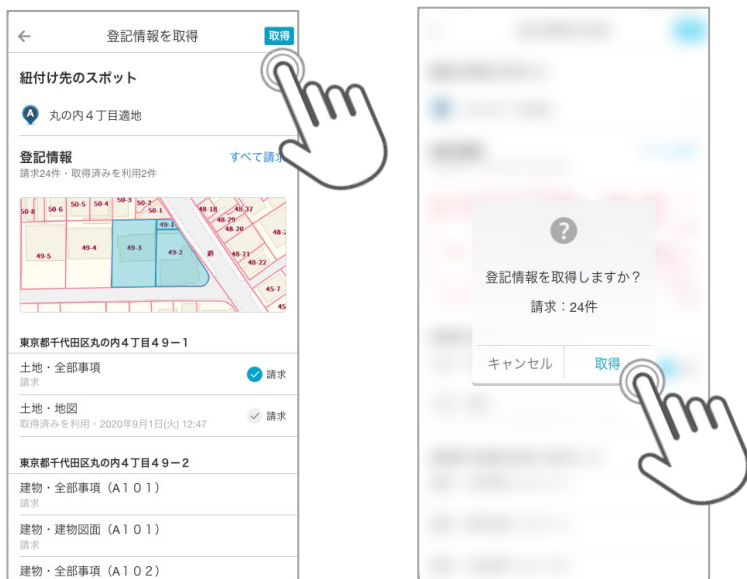 登記情報を取得
取得
紐付け先のスポット
A
丸の内4丁目適地
登記情報
すべて請求
請求24件・取得済みを利用2件
50-8
50-6
50-5
50-4
50-3
50-2
50-1
48-18
48-37
48-29
48-20
48-2
49-1
49-5
49-4
49-3
49-2
道
48-21
48-22
45-7
45
東京都千代田区丸の内4丁目49-1
土地・全部事項
請求
請求
土地・地図
取得済みを利用・2020年9月1日(火) 12:47
請求
東京都千代田区丸の内4丁目49-2
建物・全部事項（A101）
請求
建物・建物図面（A101）
請求
建物・全部事項（A102）
?
登記情報を取得しますか？
請求：24件
キャンセル
取得